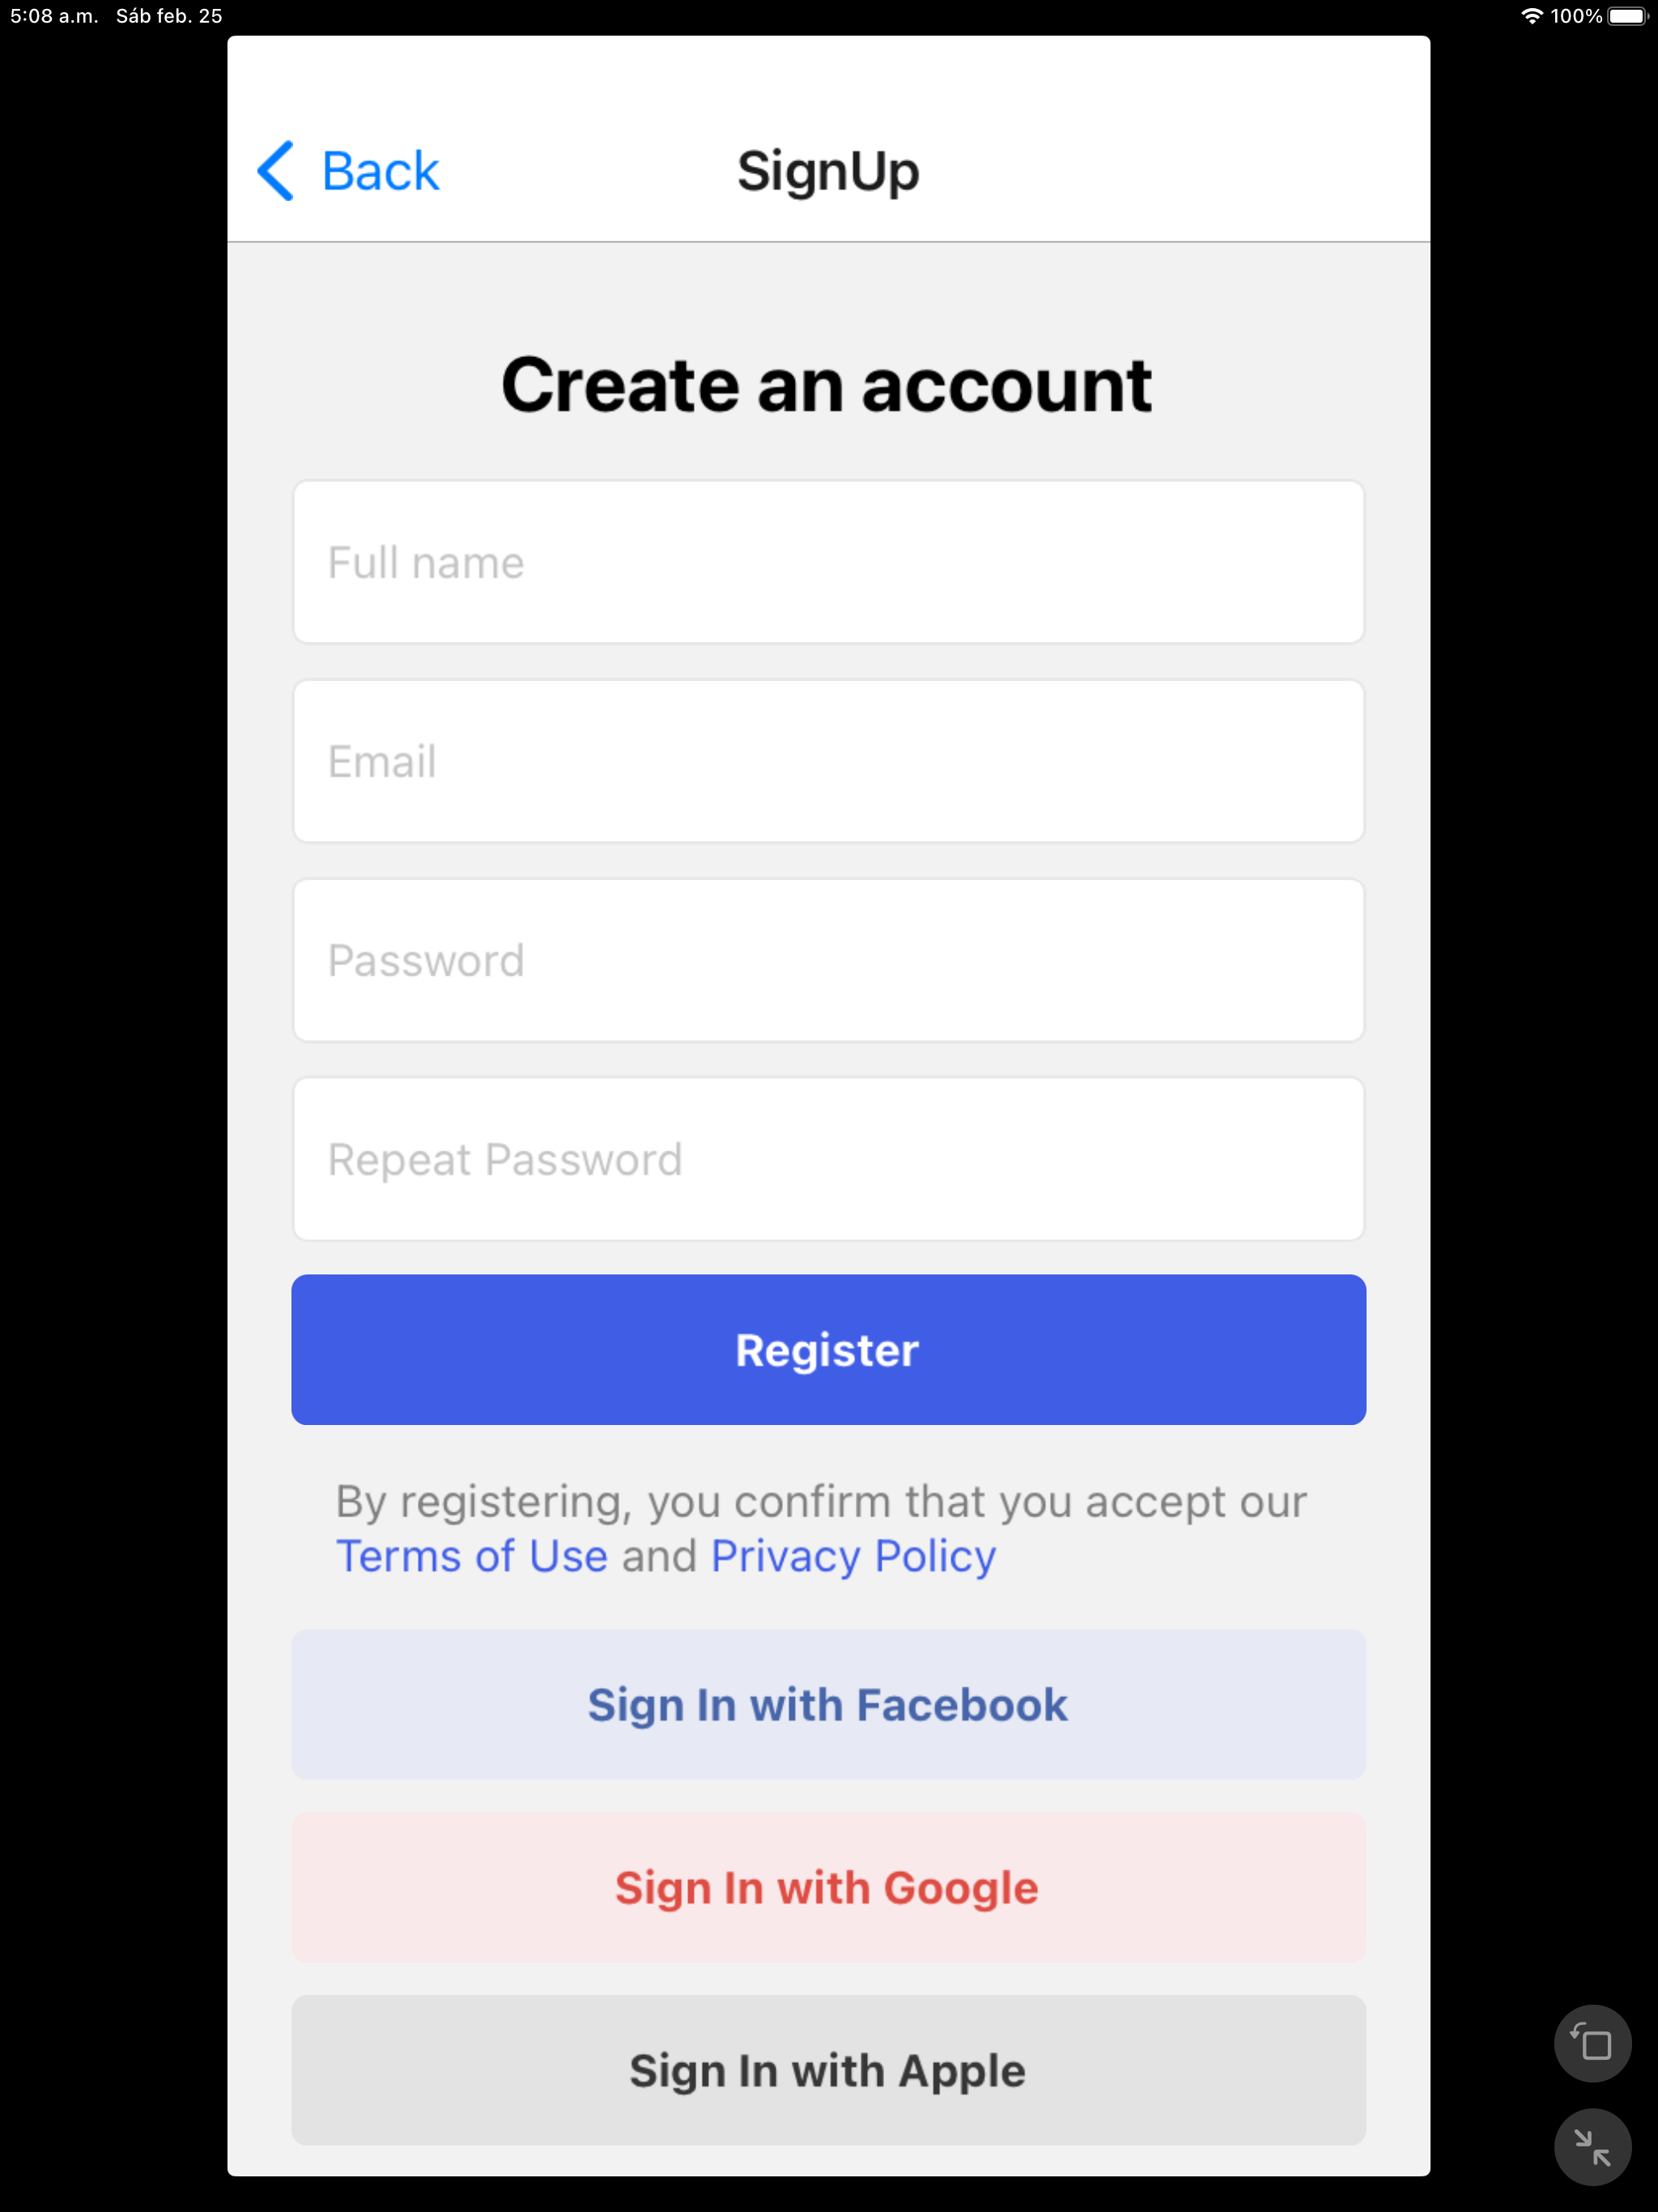 5:08 a.m. Sáb feb. 25
100%
Back
SignUp
Create an account
Full name
Email
Password
Repeat Password
Register
By registering, you confirm that you accept our
Terms of Use and Privacy Policy
Sign In with Facebook
Sign In with Google
Sign In with Apple